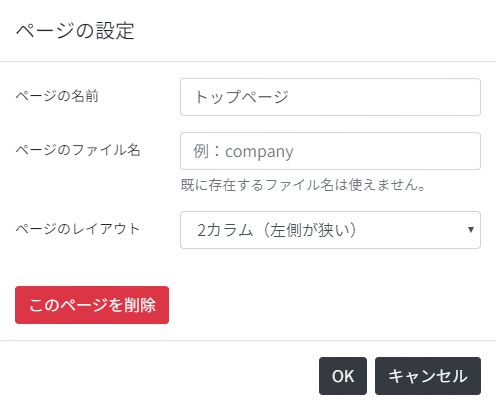 ページの設定
ページの名前
トップページ
ページのファイル名
例：company
既に存在するファイル名は使えません。
ページのレイアウト
2カラム（左側が狭い）
このページを削除
OK
キャンセル